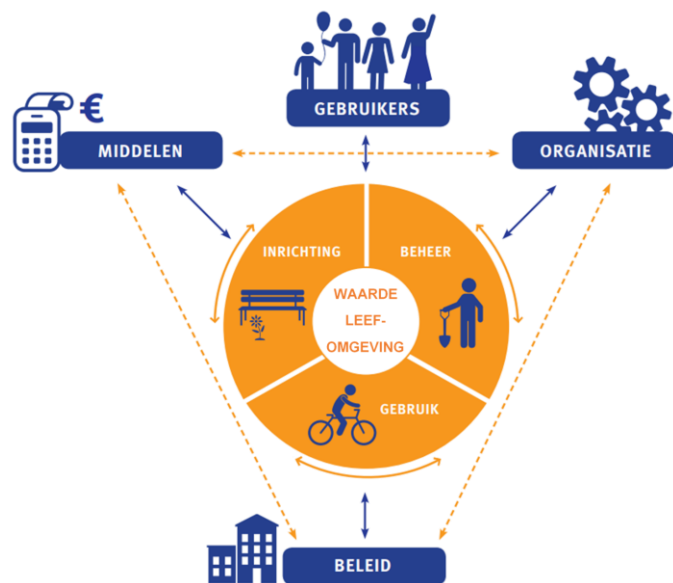 GEBRUIKERS
€
MIDDELEN
ORGANISATIE
INRICHTING
BEHEER
WAARDE
LEEF-
OMGEVING
GEBRUIK
BELEID